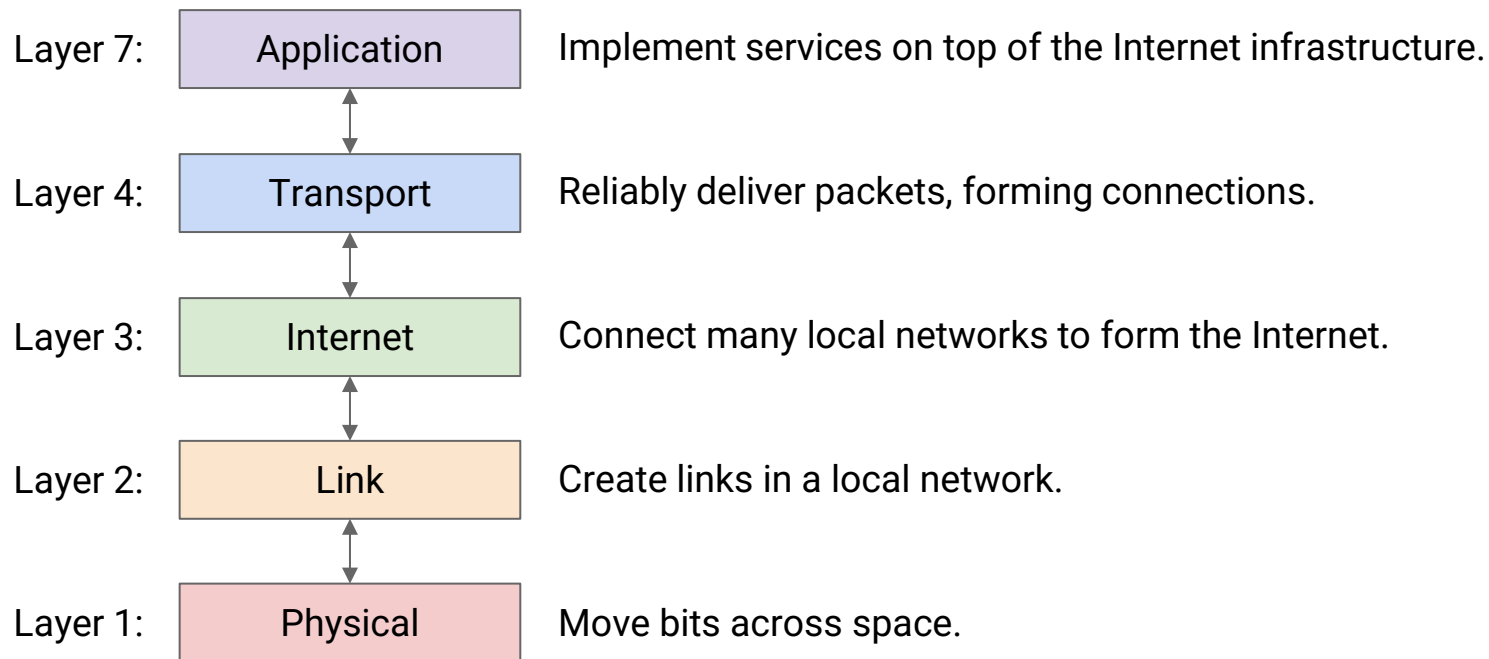 Layer 7: Application Implement services on top of the Internet infrastructure.
Layer 4: Transport Reliably deliver packets, forming connections.
Layer 3: Internet Connect many local networks to form the Internet.
Layer 2: Link Create links in a local network.
Layer 1: Physical Move bits across space.